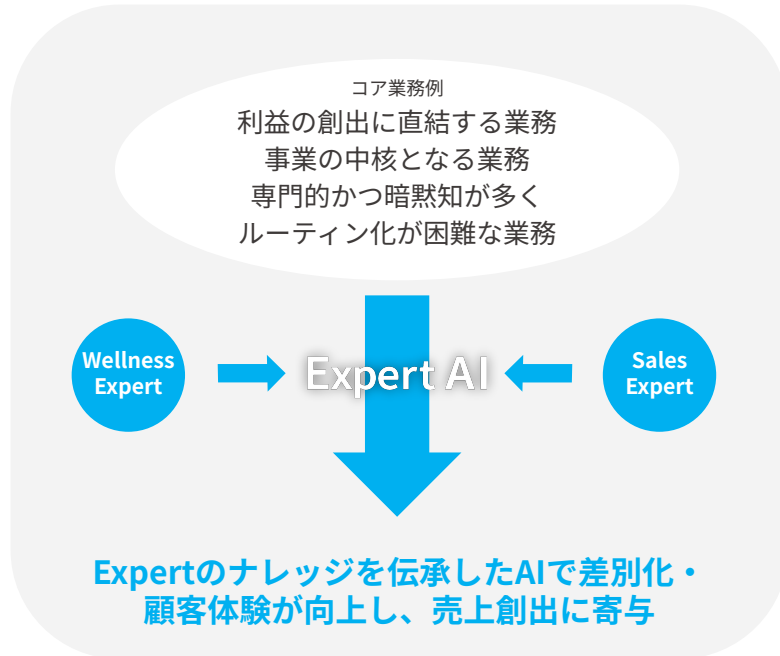 コア業務例
利益の創出に直結する業務
事業の中核となる業務
専門的かつ暗黙知が多く
ルーティン化が困難な業務
Wellness
Expert
Expert AI
Sales
Expert
Expertのナレッジを伝承したAIで差別化・
顧客体験が向上し、売上創出に寄与